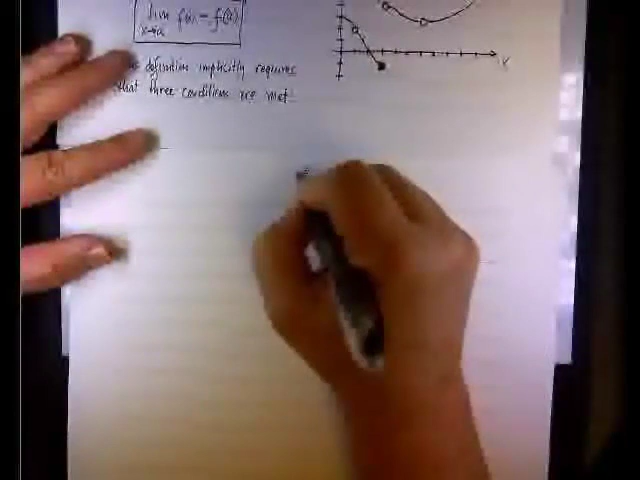 lim f(x) = f(a)
x→a
definition implicitly requires
that three conditions are met.
x